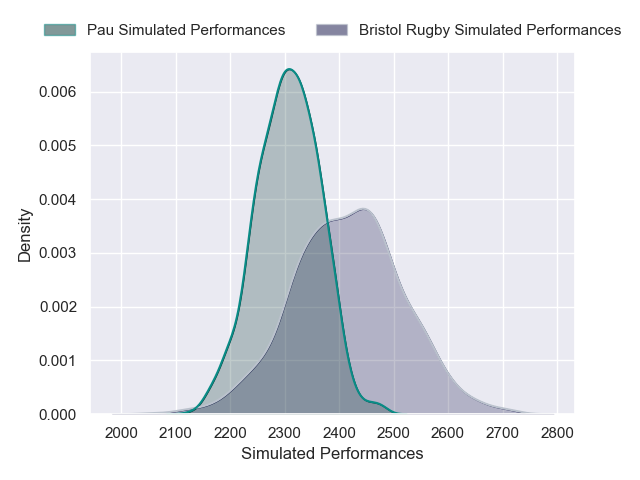 Pau Simulated Performances
Bristol Rugby Simulated Performances
Density
0.006
0.005
0.004
0.003
0.002
0.001
0.000
2000 2100 2200 2300 2400 2500 2600 2700 2800
Simulated Performances